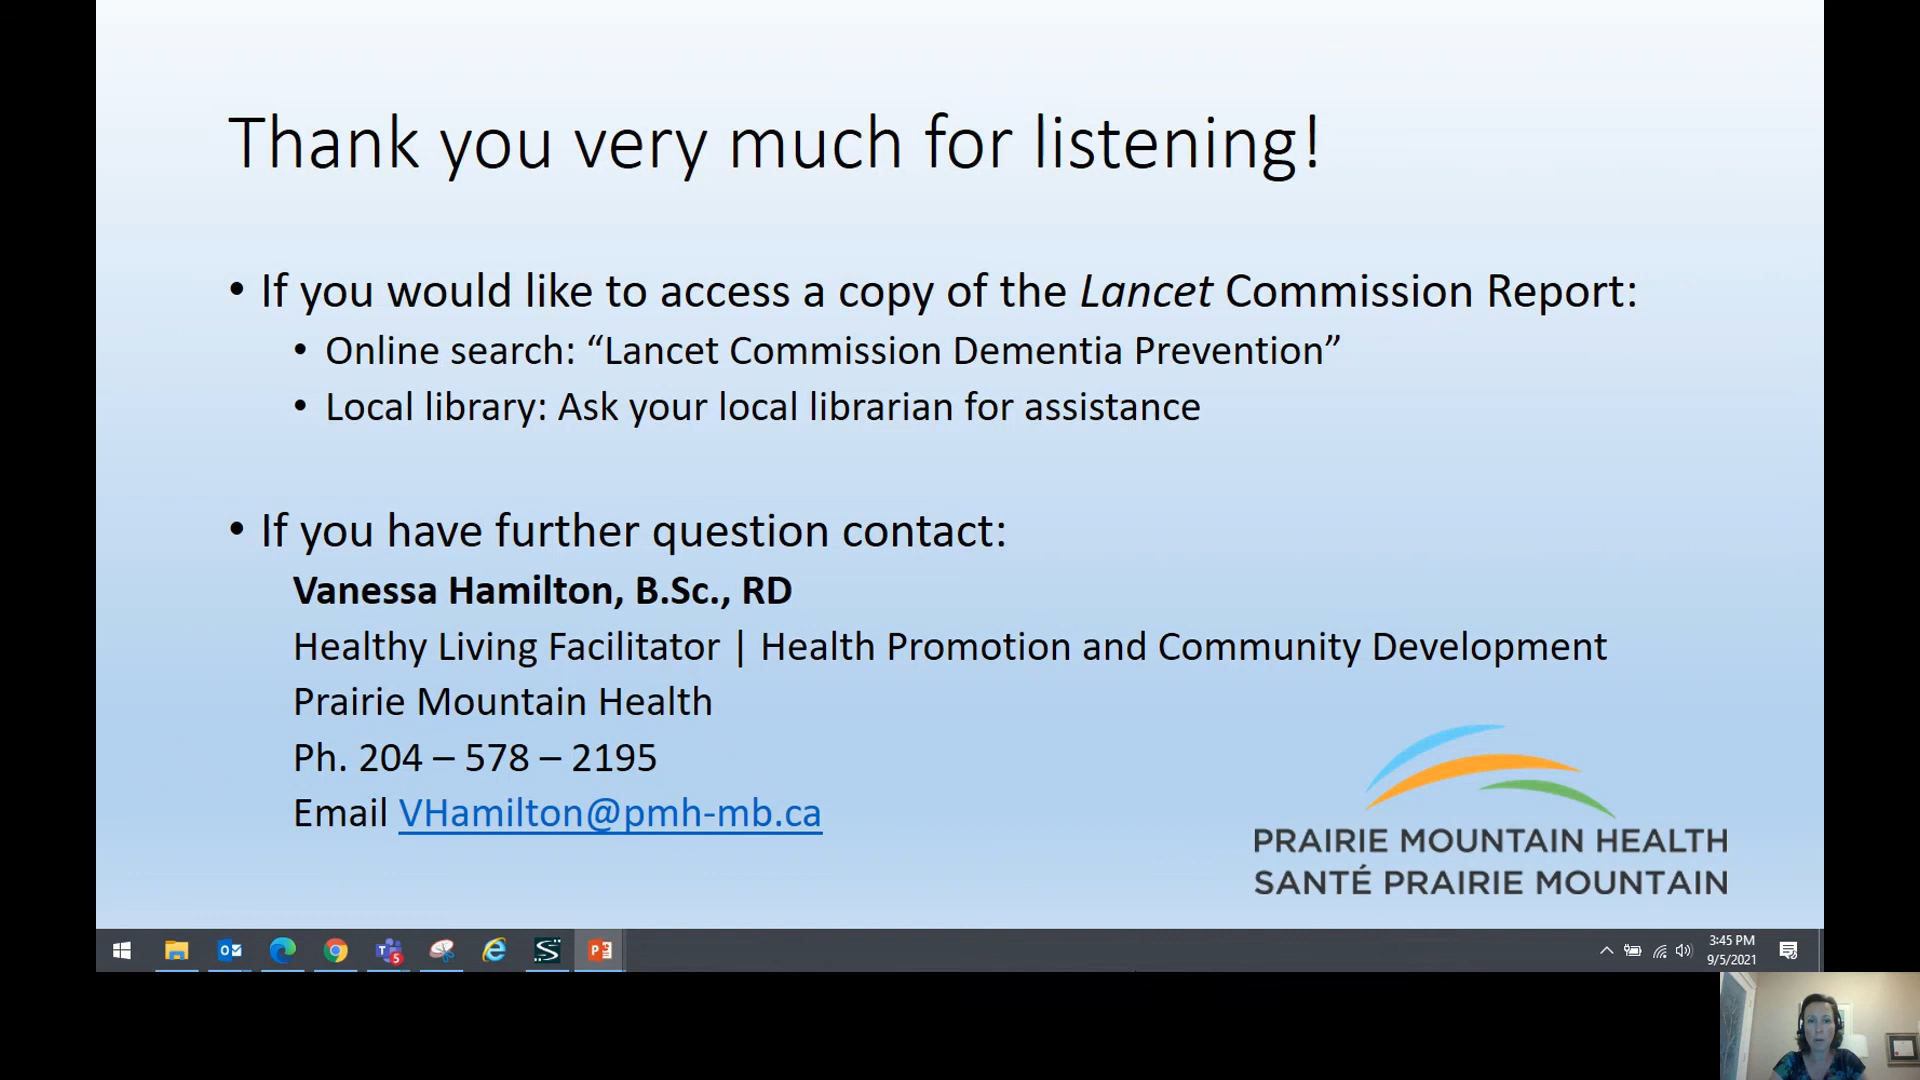 Thank you very much for listening!
• If you would like to access a copy of the Lancet Commission Report:
• Online search: “Lancet Commission Dementia Prevention”
• Local library: Ask your local librarian for assistance
• If you have further question contact:
Vanessa Hamilton, B.Sc., RD
Healthy Living Facilitator | Health Promotion and Community Development
Prairie Mountain Health
Ph. 204 – 578 – 2195
Email VHamilton@pmh-mb.ca
PRAIRIE MOUNTAIN HEALTH
SANTÉ PRAIRIE MOUNTAIN
3:45 PM
9/5/2021